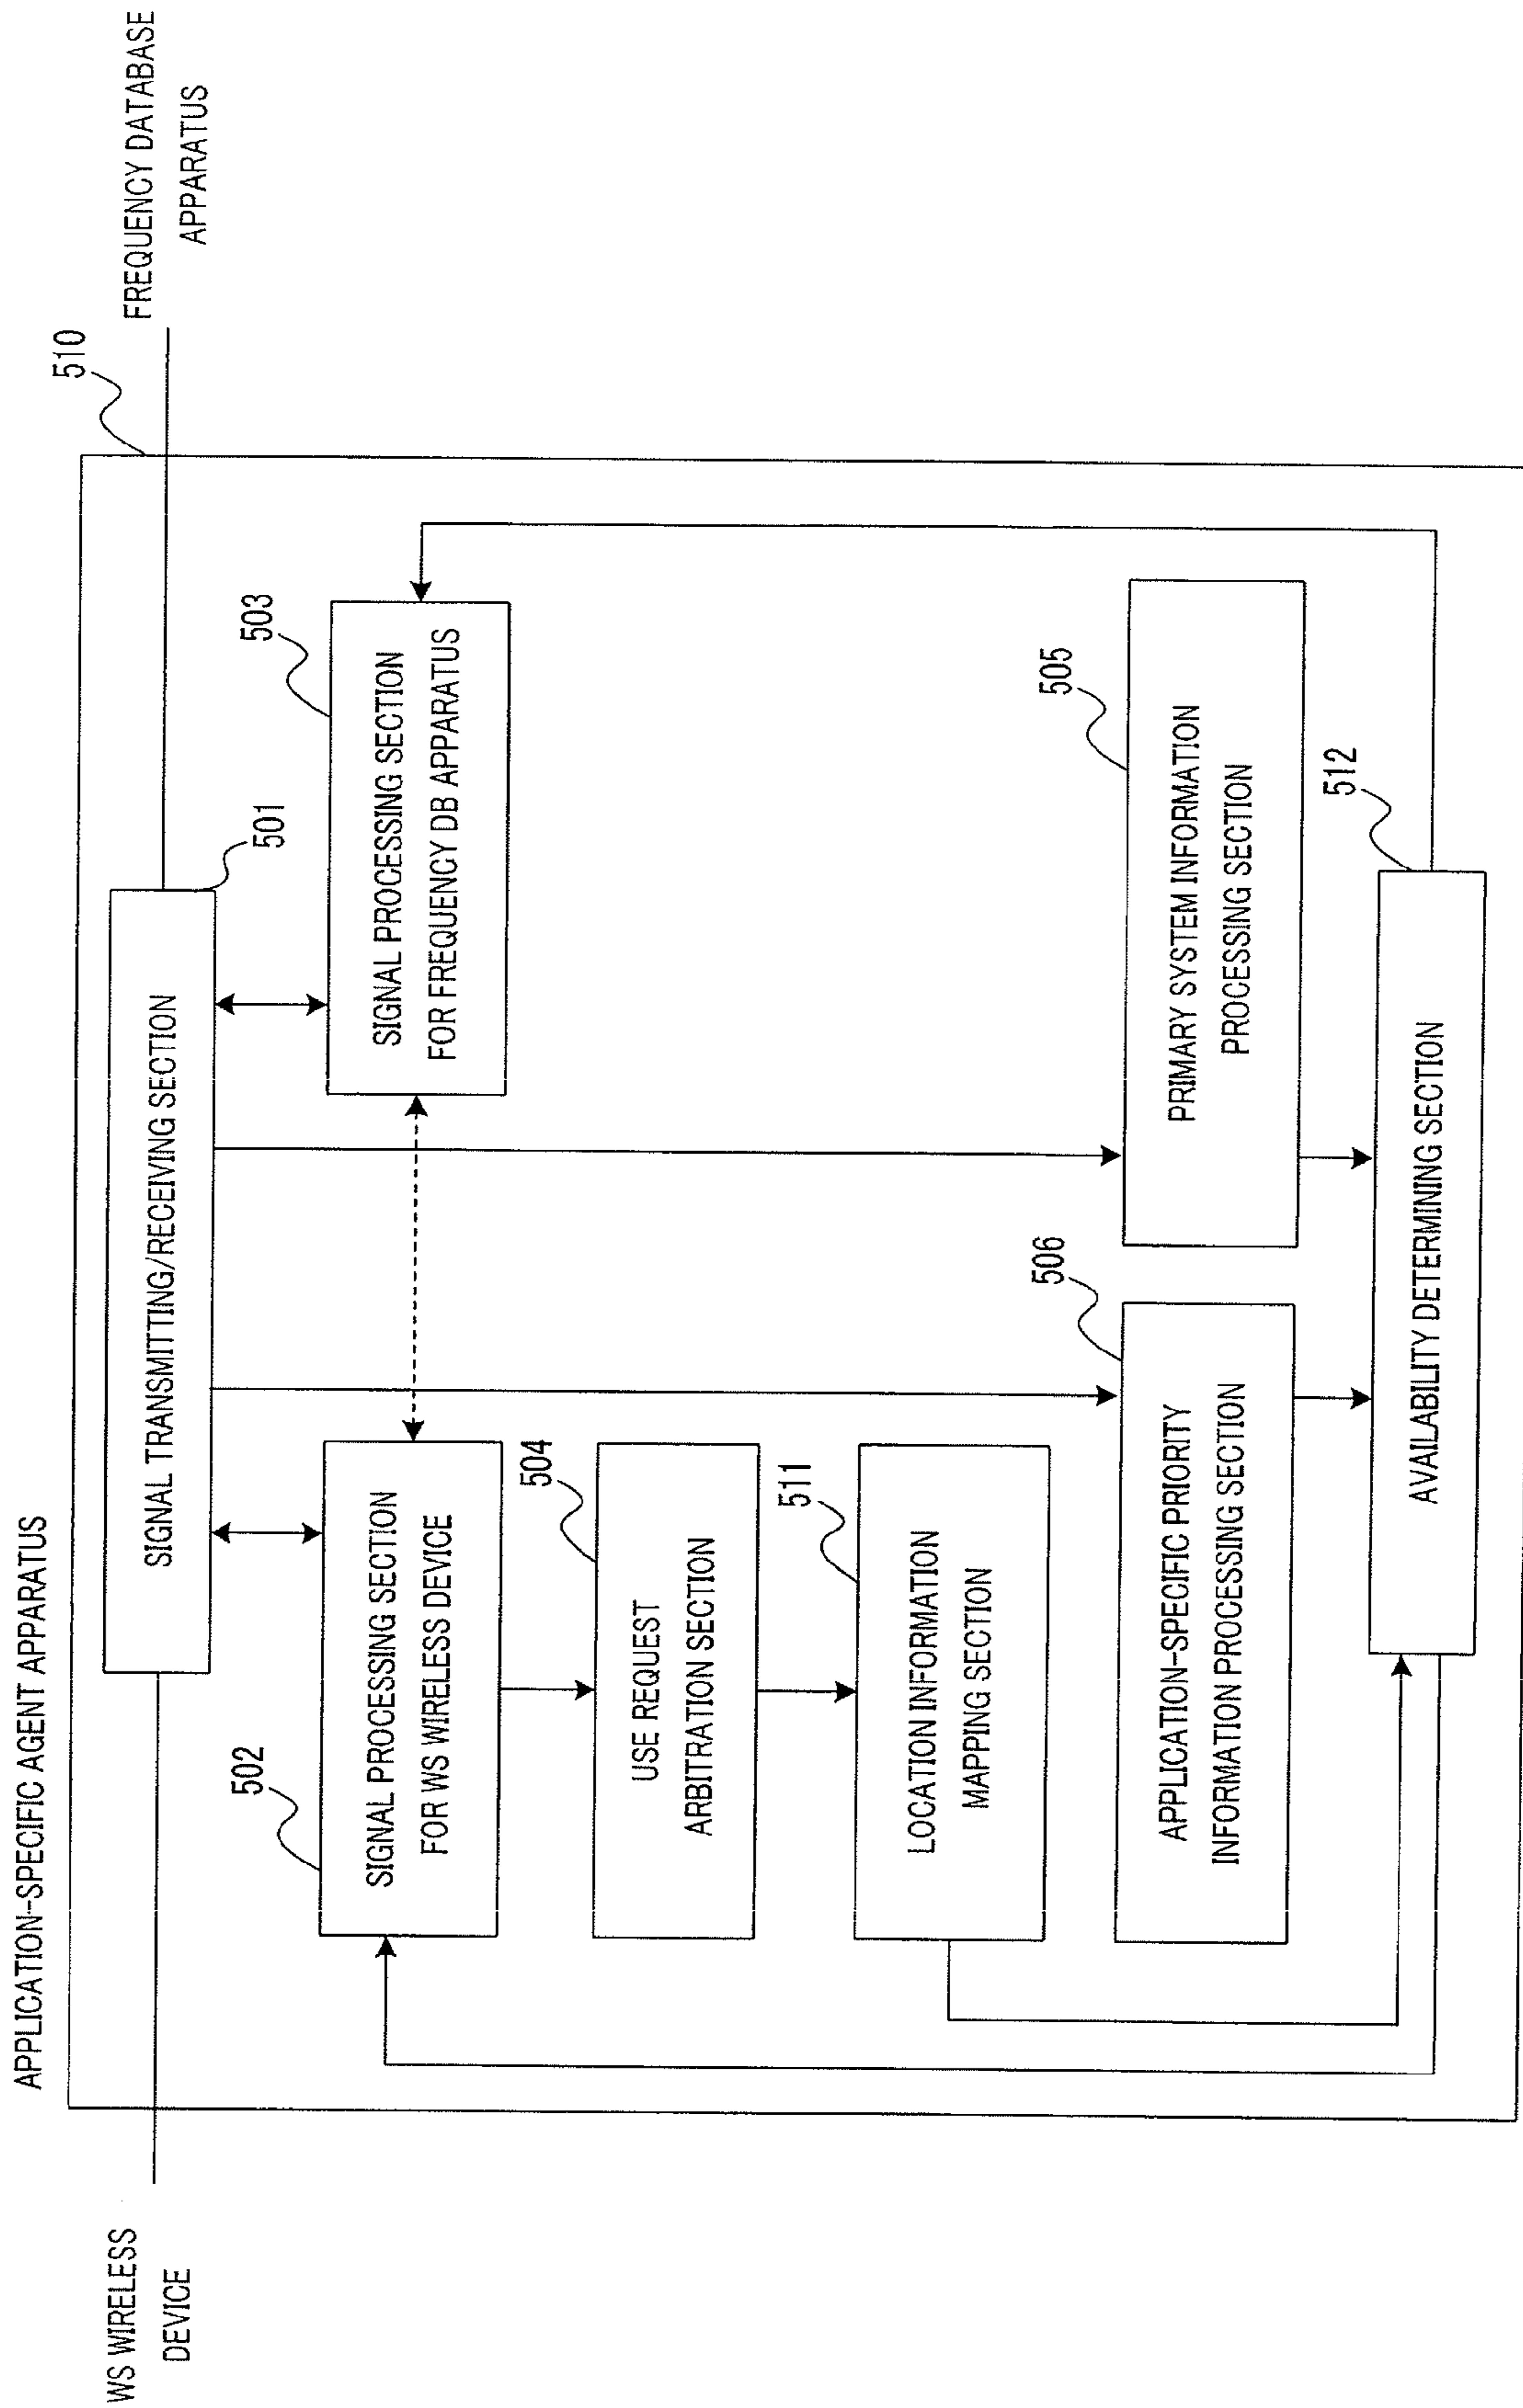 APPLICATION-SPECIFIC AGENT APPARATUS
510
WS WIRELESS
DEVICE
FREQUENCY DATABASE
APPARATUS
SIGNAL TRANSMITTING/RECEIVING SECTION
501
502
SIGNAL PROCESSING SECTION
FOR WS WIRELESS DEVICE
503
SIGNAL PROCESSING SECTION
FOR FREQUENCY DB APPARATUS
504
USE REQUEST
ARBITRATION SECTION
511
LOCATION INFORMATION
MAPPING SECTION
506
APPLICATION-SPECIFIC PRIORITY
INFORMATION PROCESSING SECTION
505
PRIMARY SYSTEM INFORMATION
PROCESSING SECTION
512
AVAILABILITY DETERMINING SECTION